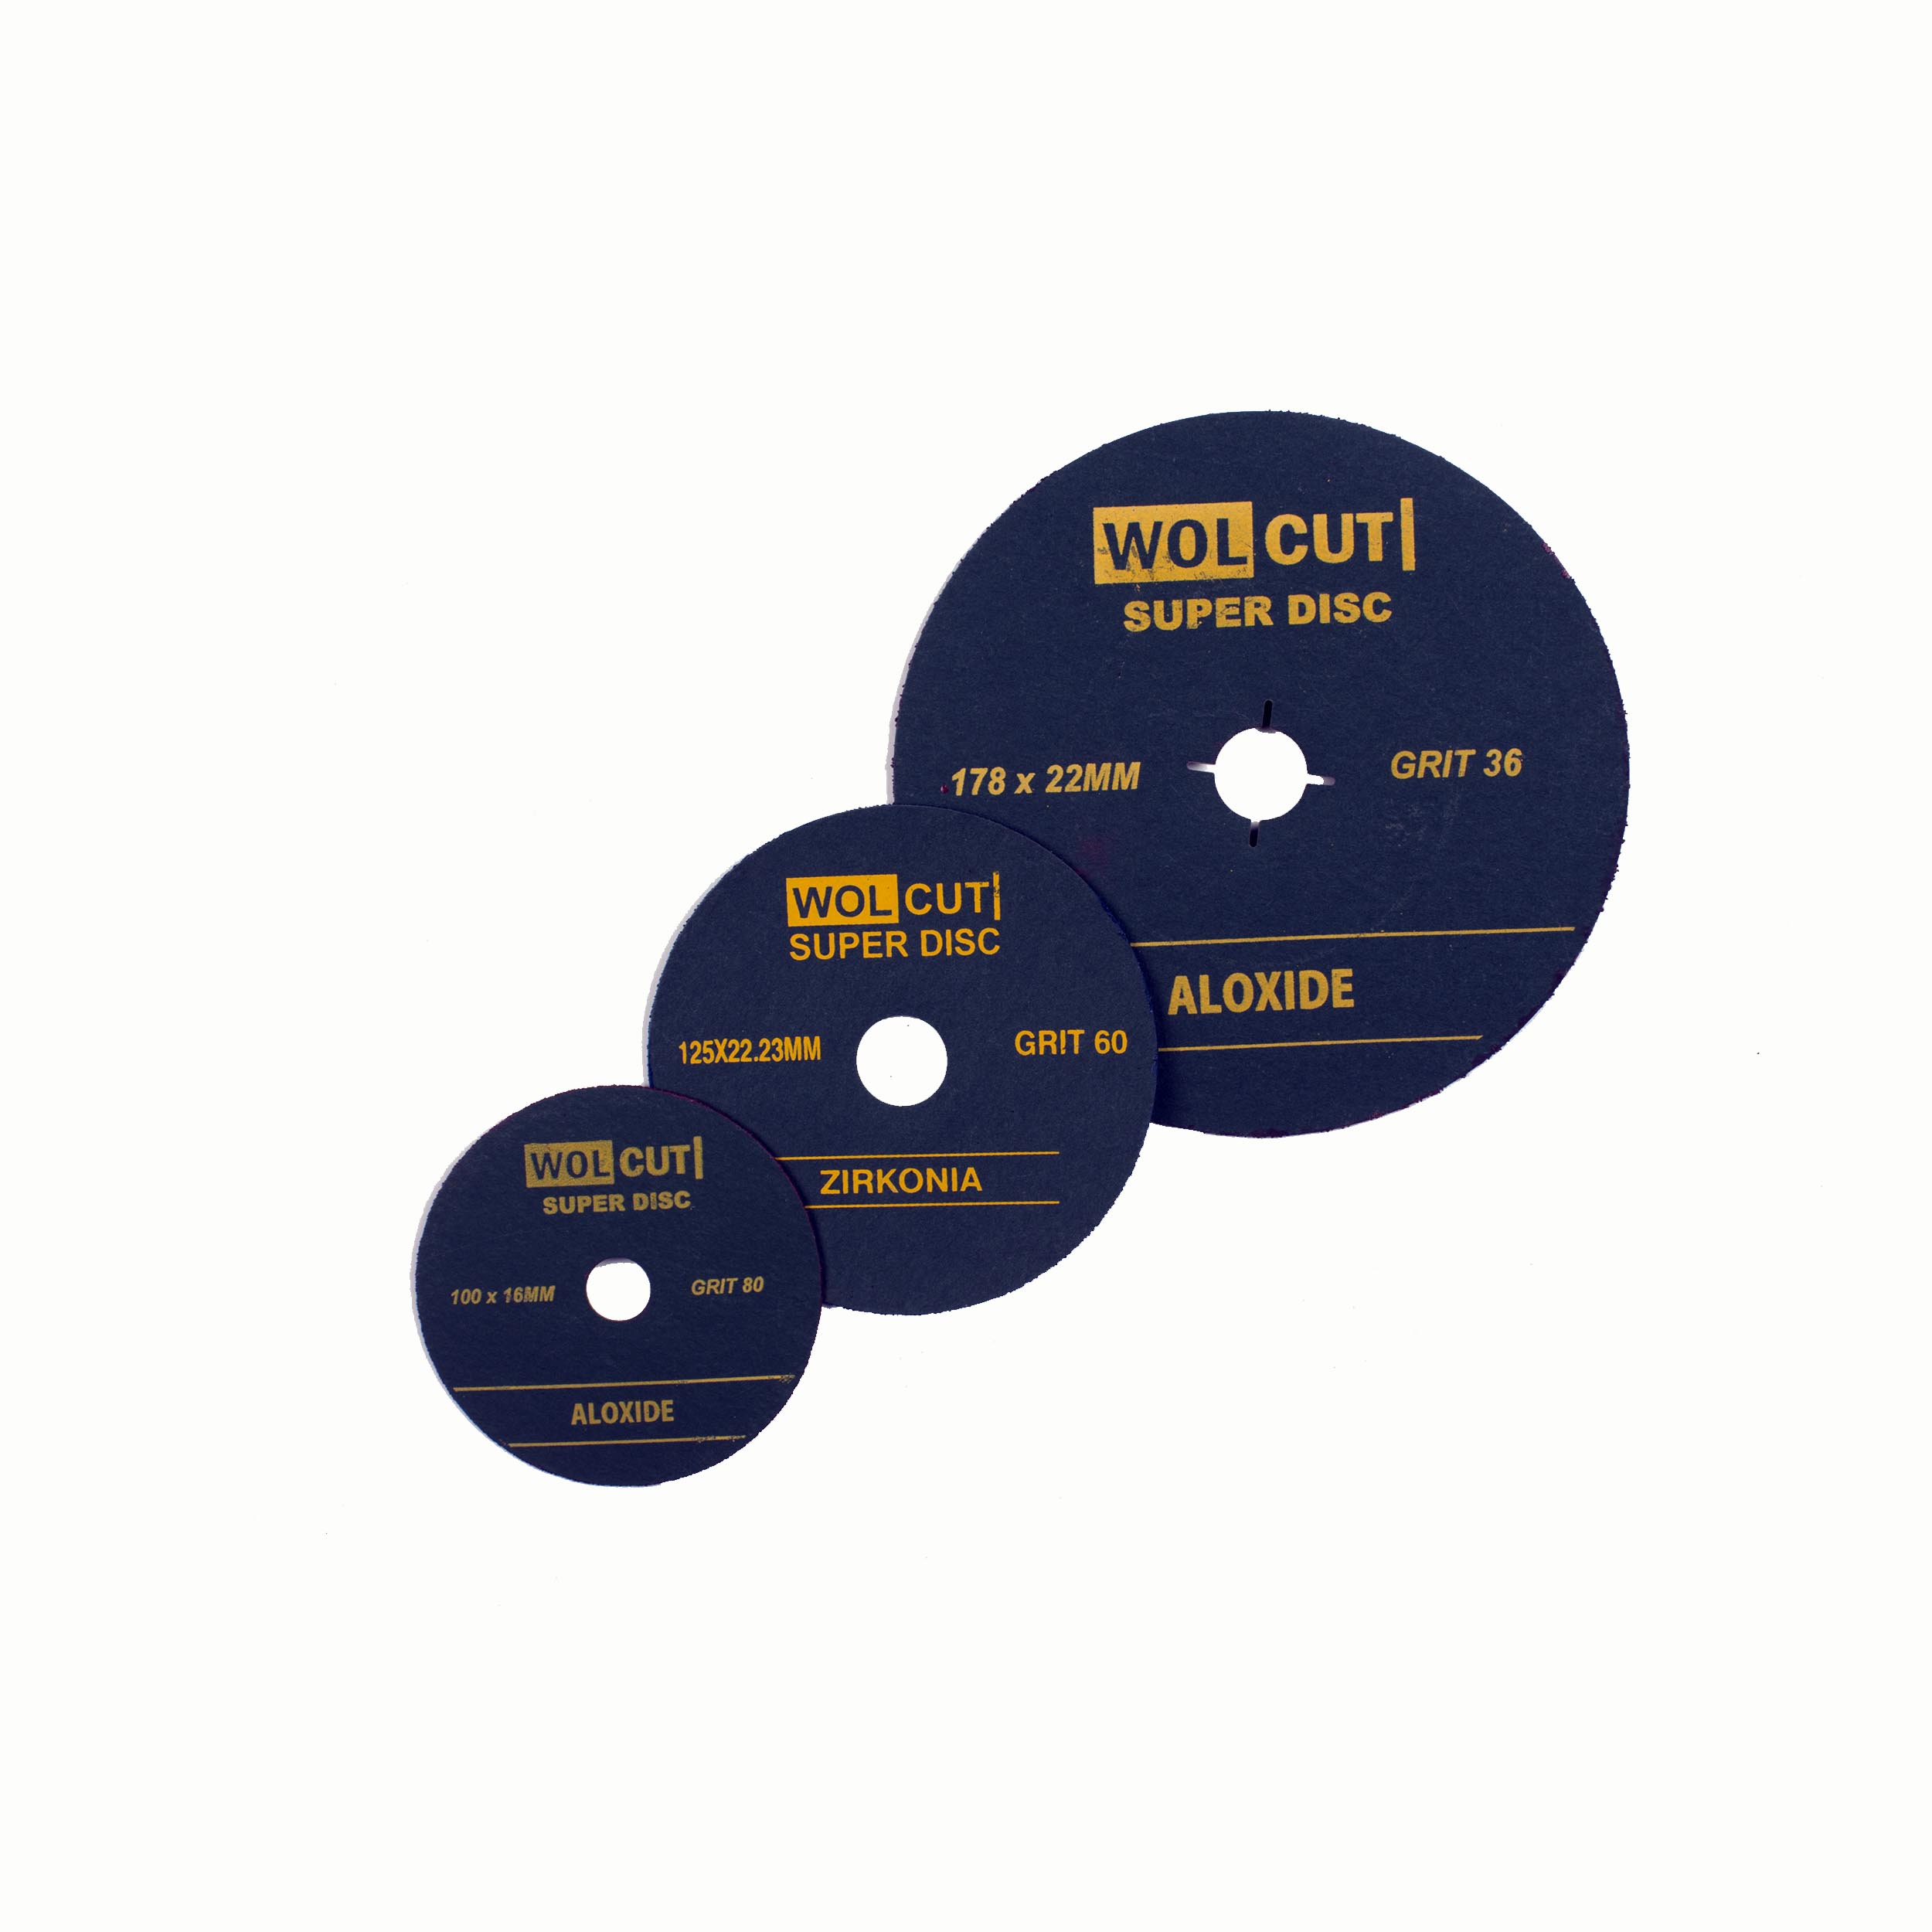 WOL CUT
SUPER DISC
178 x 22MM
GRIT 36
ALOXIDE
WOL CUT
SUPER DISC
125X22.23MM
GRIT 60
ZIRKONIA
WOL CUT
SUPER DISC
100 x 16MM
GRIT 80
ALOXIDE